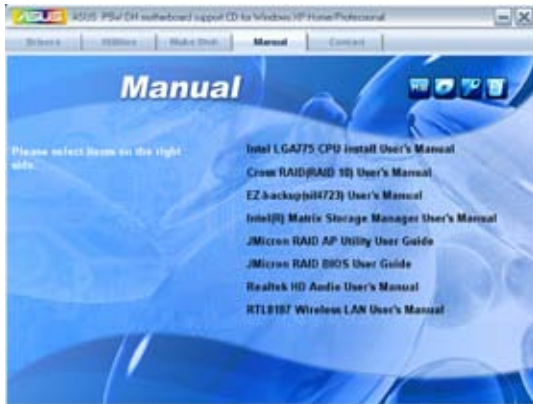 ASUS ASUS P5W DH motherboard support CD for Windows XP Home/Professional
Drivers Utilities Make Disk Manual Contact
Manual
Please select items on the right
side.
Intel LGA775 CPU install User's Manual
Cross RAID(RAID 10) User's Manual
EZ-backup(sil4723) User's Manual
Intel(R) Matrix Storage Manager User's Manual
JMicron RAID AP Utility User Guide
JMicron RAID BIOS User Guide
Realtek HD Audio User's Manual
RTL8187 Wireless LAN User's Manual